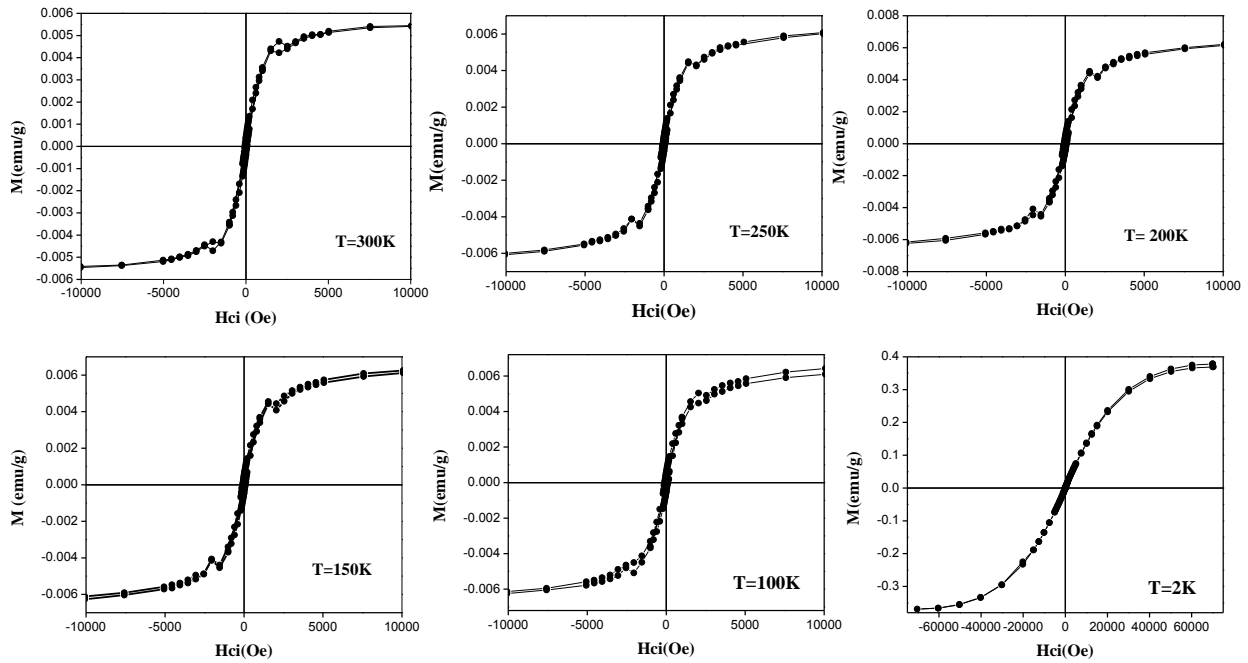 0.006
0.005
0.004
0.003
0.002
0.001
0.000
-0.001
-0.002
-0.003
-0.004
-0.005
-0.006
M(emu/g)
T=300K
-10000 -5000 0 5000 10000
Hci (Oe)
0.006
0.004
0.002
0.000
-0.002
-0.004
-0.006
M(emu/g)
T=250K
-10000 -5000 0 5000 10000
Hci(Oe)
0.008
0.006
0.004
0.002
0.000
-0.002
-0.004
-0.006
-0.008
M(emu/g)
T= 200K
-10000 -5000 0 5000 10000
Hci(Oe)
0.006
0.004
0.002
0.000
-0.002
-0.004
-0.006
M (emu/g)
T=150K
-10000 -5000 0 5000 10000
Hci(Oe)
0.006
0.004
0.002
0.000
-0.002
-0.004
-0.006
M(emu/g)
T=100K
-10000 -5000 0 5000 10000
Hci(Oe)
0.4
0.3
0.2
0.1
0.0
-0.1
-0.2
-0.3
M(emu/g)
T=2K
-60000 -40000 -20000 0 20000 40000 60000
Hci(Oe)